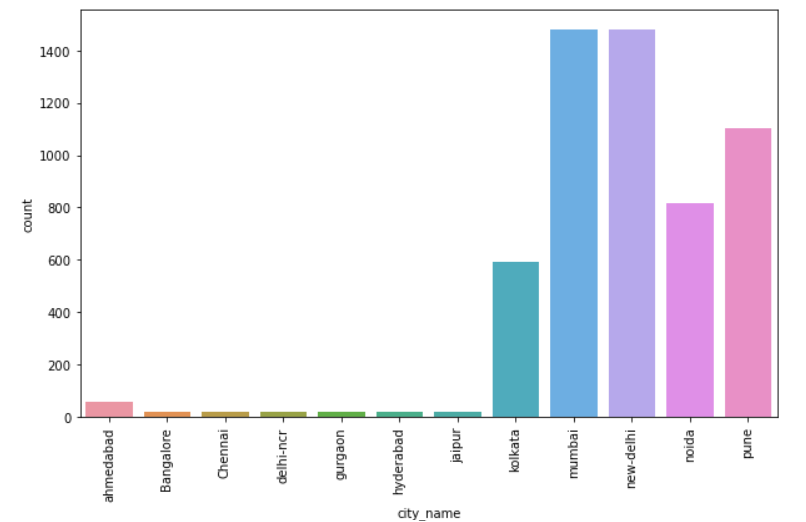 1400
1200
1000
800
600
400
200
0
count
ahmedabad
Bangalore
Chennai
delhi-ncr
gurgaon
hyderabad
jaipur
kolkata
mumbai
new-delhi
noida
pune
city_name